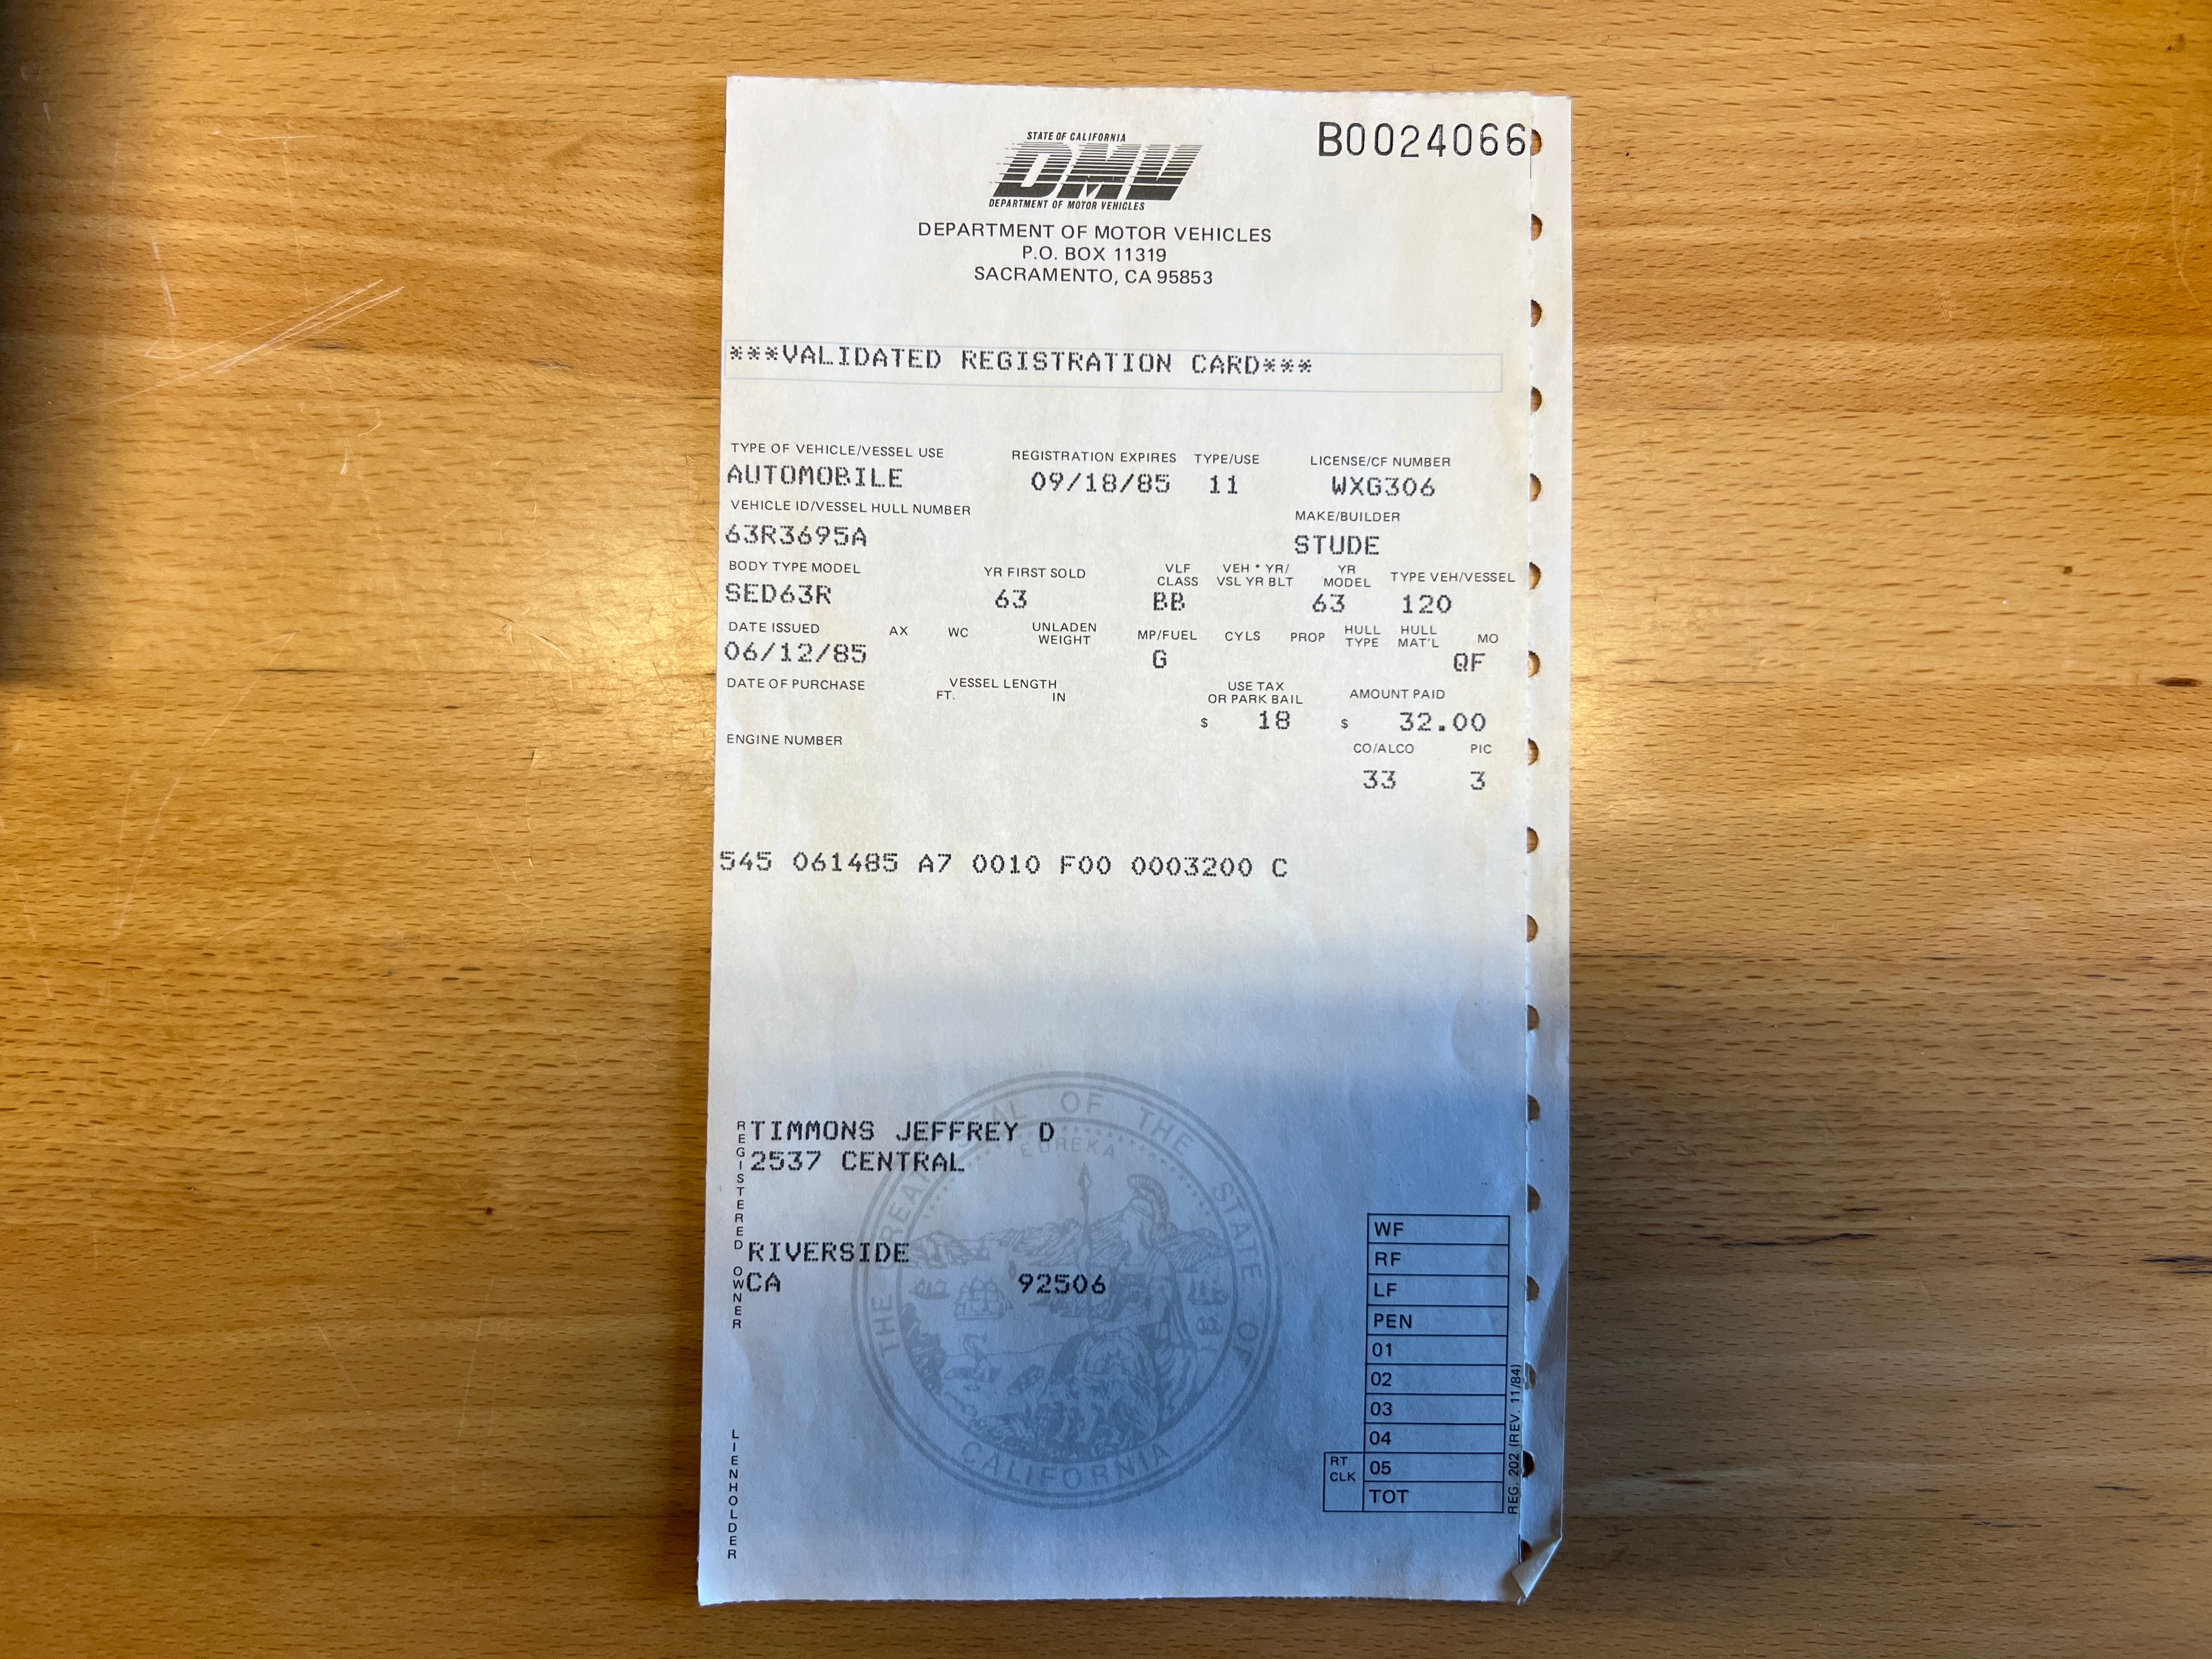 B0024066
STATE OF CALIFORNIA
DMV
DEPARTMENT OF MOTOR VEHICLES
DEPARTMENT OF MOTOR VEHICLES
P.O. BOX 11319
SACRAMENTO, CA 95853
***VALIDATED REGISTRATION CARD***
TYPE OF VEHICLE/VESSEL USE REGISTRATION EXPIRES TYPE/USE LICENSE/CF NUMBER
AUTOMOBILE 09/18/85 11 WXG306
VEHICLE ID/VESSEL HULL NUMBER MAKE/BUILDER
63R3695A STUDE
BODY TYPE MODEL YR FIRST SOLD VLF CLASS VEH * YR/ VSL YR BLT YR MODEL TYPE VEH/VESSEL
SED63R 63 BB 63 120
DATE ISSUED AX WC UNLADEN WEIGHT MP/FUEL CYLS PROP HULL TYPE HULL MAT'L MO
06/12/85 G QF
DATE OF PURCHASE VESSEL LENGTH FT. IN USE TAX OR PARK BAIL AMOUNT PAID
$ 18 $ 32.00
ENGINE NUMBER CO/ALCO PIC
33 3
545 061485 A7 0010 F00 0003200 C
REGISTERED OWNER
TIMMONS JEFFREY D
2537 CENTRAL
RIVERSIDE
CA 92506
THE GREAT SEAL OF THE STATE OF CALIFORNIA
EUREKA
WF
RF
LF
PEN
01
02
03
04
RT CLK 05
TOT
LIENHOLDER
REG. 202 (REV. 11/84)